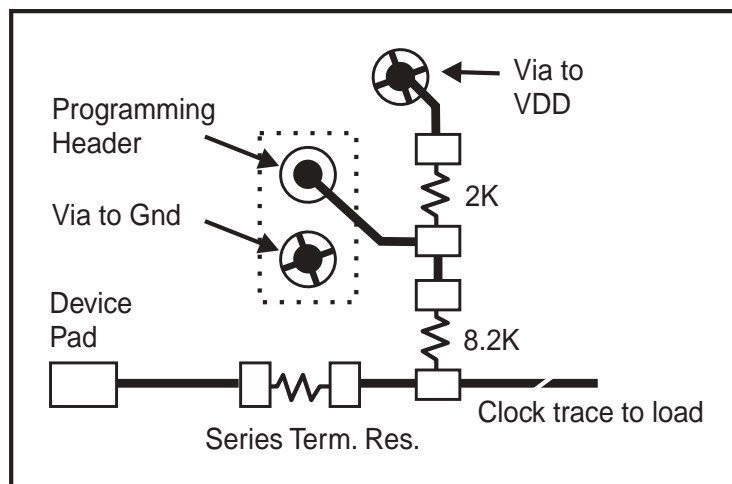 Via to
VDD
Programming
Header
2K
Via to Gnd
Device
Pad
8.2K
Clock trace to load
Series Term. Res.